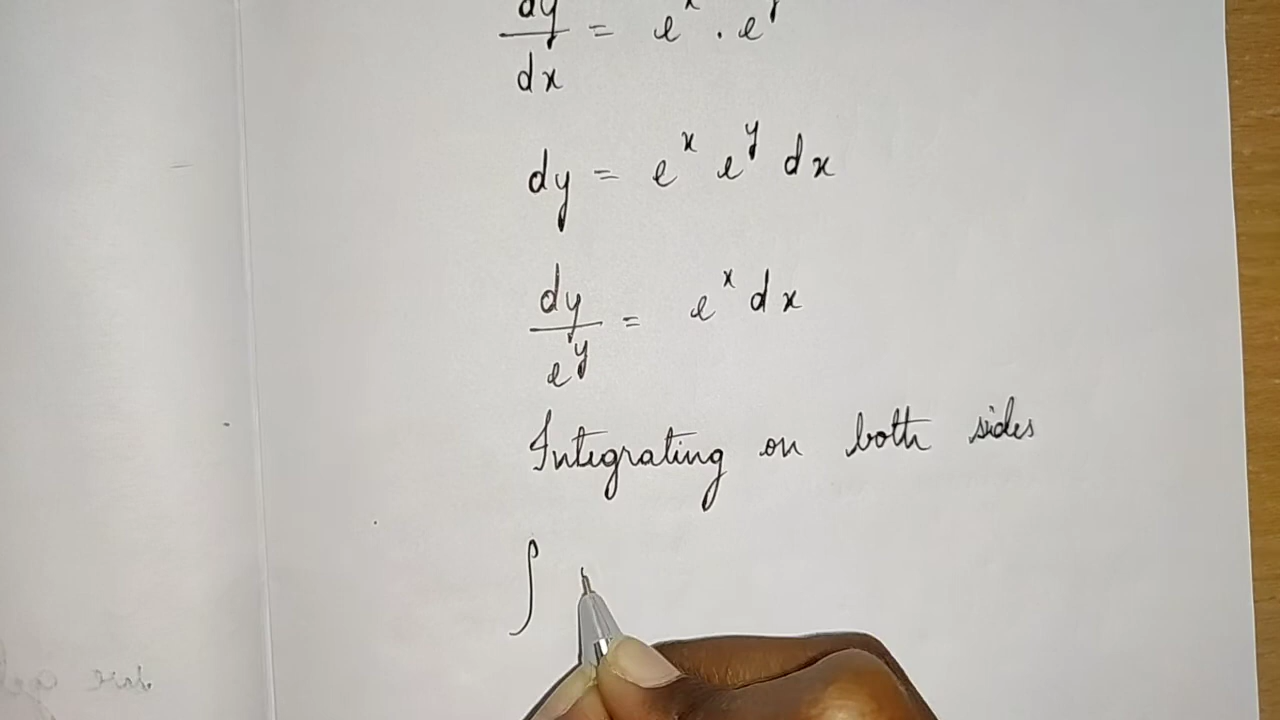 dy/dx = e^x . e^y
dy = e^x e^y dx
dy/e^y = e^x dx
Integrating on both sides
∫